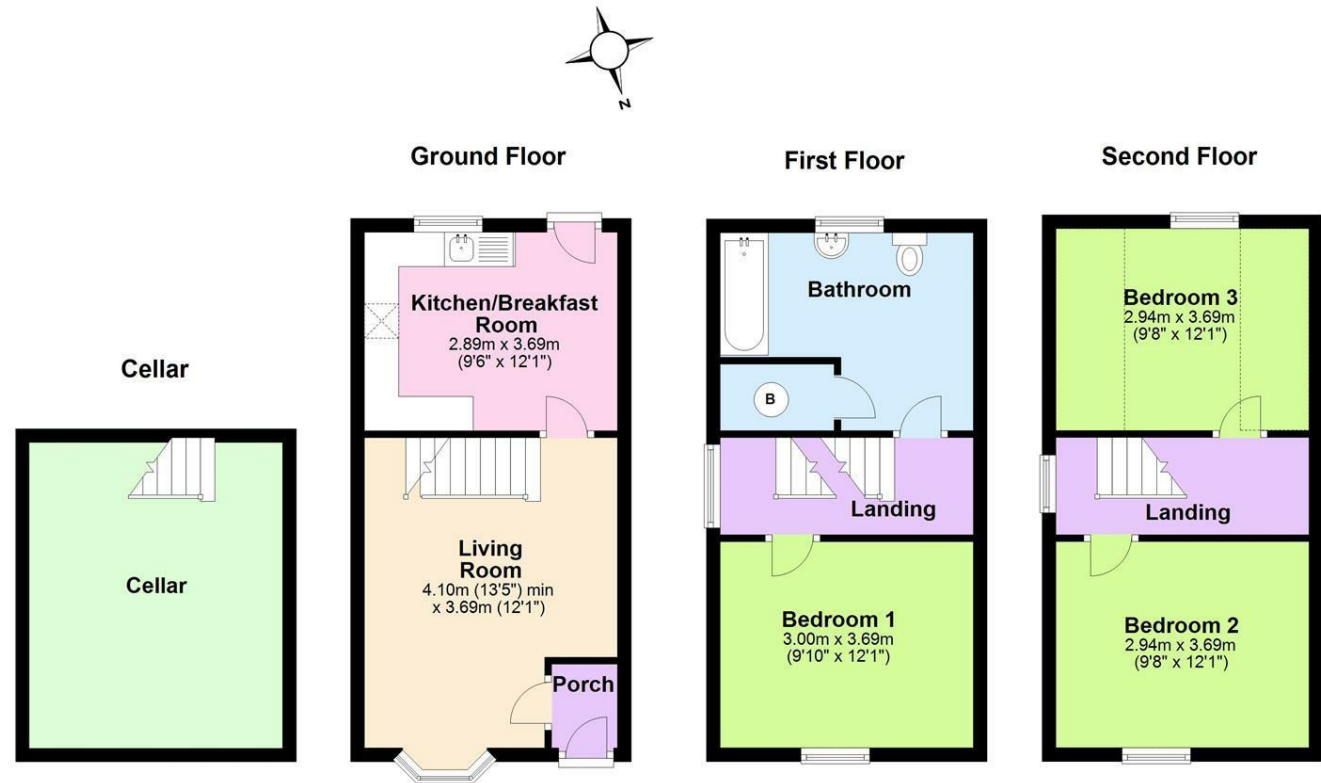 N
Ground Floor
First Floor
Second Floor
Cellar
Kitchen/Breakfast
Room
2.89m x 3.69m
(9'6" x 12'1")
Bathroom
B
Bedroom 3
2.94m x 3.69m
(9'8" x 12'1")
Cellar
Living
Room
4.10m (13'5") min
x 3.69m (12'1")
Porch
Landing
Bedroom 1
3.00m x 3.69m
(9'10" x 12'1")
Landing
Bedroom 2
2.94m x 3.69m
(9'8" x 12'1")